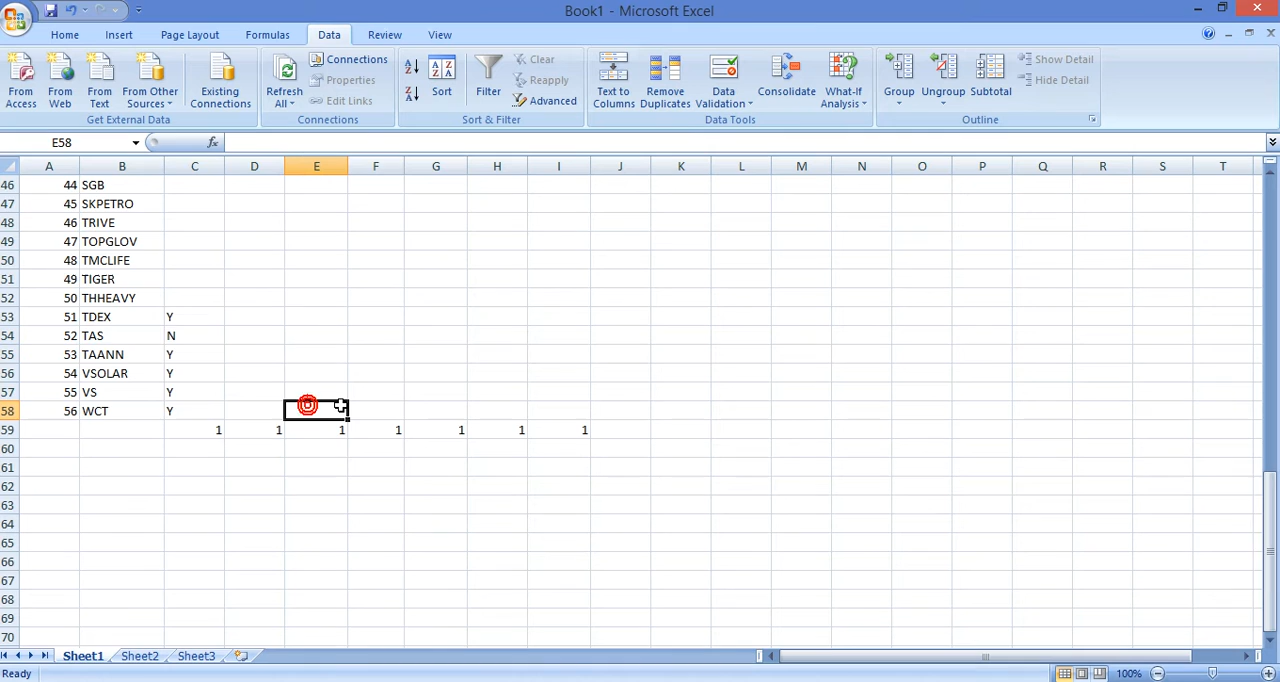 Book1 - Microsoft Excel
Home Insert Page Layout Formulas Data Review View
From Access
From Web
From Text
From Other Sources
Existing Connections
Get External Data
Refresh All
Connections
Properties
Edit Links
Connections
Sort
Filter
Clear
Reapply
Advanced
Sort & Filter
Text to Columns
Remove Duplicates
Data Validation
Consolidate
What-If Analysis
Data Tools
Group
Ungroup
Subtotal
Show Detail
Hide Detail
Outline
E58
fx
A B C D E F G H I J K L M N O P Q R S T
46 44 SGB
47 45 SKPETRO
48 46 TRIVE
49 47 TOPGLOV
50 48 TMCLIFE
51 49 TIGER
52 50 THHEAVY
53 51 TDEX Y
54 52 TAS N
55 53 TAANN Y
56 54 VSOLAR Y
57 55 VS Y
58 56 WCT Y
59 1 1 1 1 1 1 1
60
61
62
63
64
65
66
67
68
69
70
Sheet1 Sheet2 Sheet3
Ready 100%